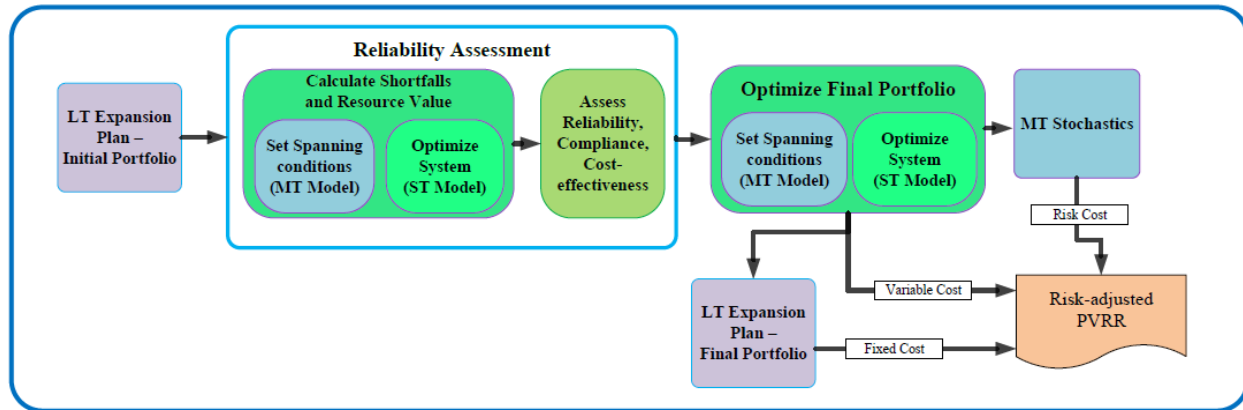 Reliability Assessment
LT Expansion
Plan –
Initial Portfolio
Calculate Shortfalls
and Resource Value
Set Spanning
conditions
(MT Model)
Optimize
System
(ST Model)
Assess
Reliability,
Compliance,
Cost-
effectiveness
Optimize Final Portfolio
Set Spanning
conditions
(MT Model)
Optimize
System
(ST Model)
MT Stochastics
Risk Cost
LT Expansion
Plan –
Final Portfolio
Variable Cost
Fixed Cost
Risk-adjusted
PVRR